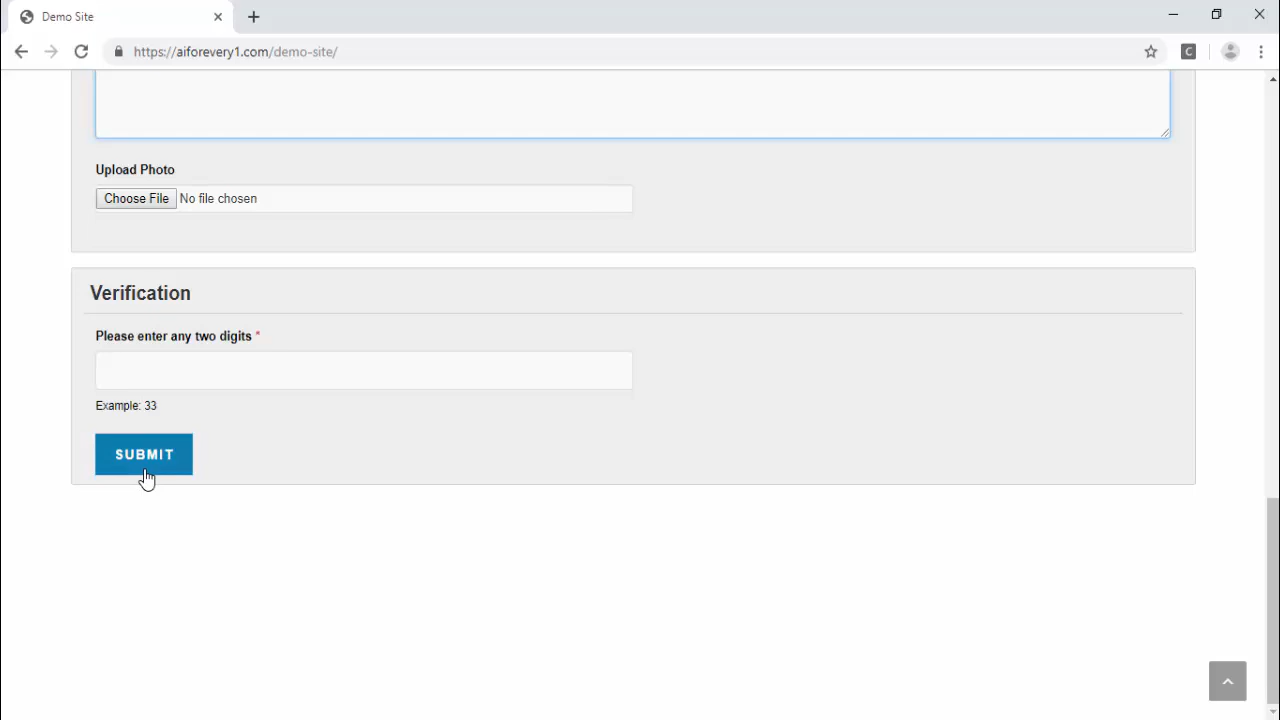 Demo Site
https://aiforevery1.com/demo-site/
C
Upload Photo
Choose File No file chosen
Verification
Please enter any two digits *
Example: 33
SUBMIT